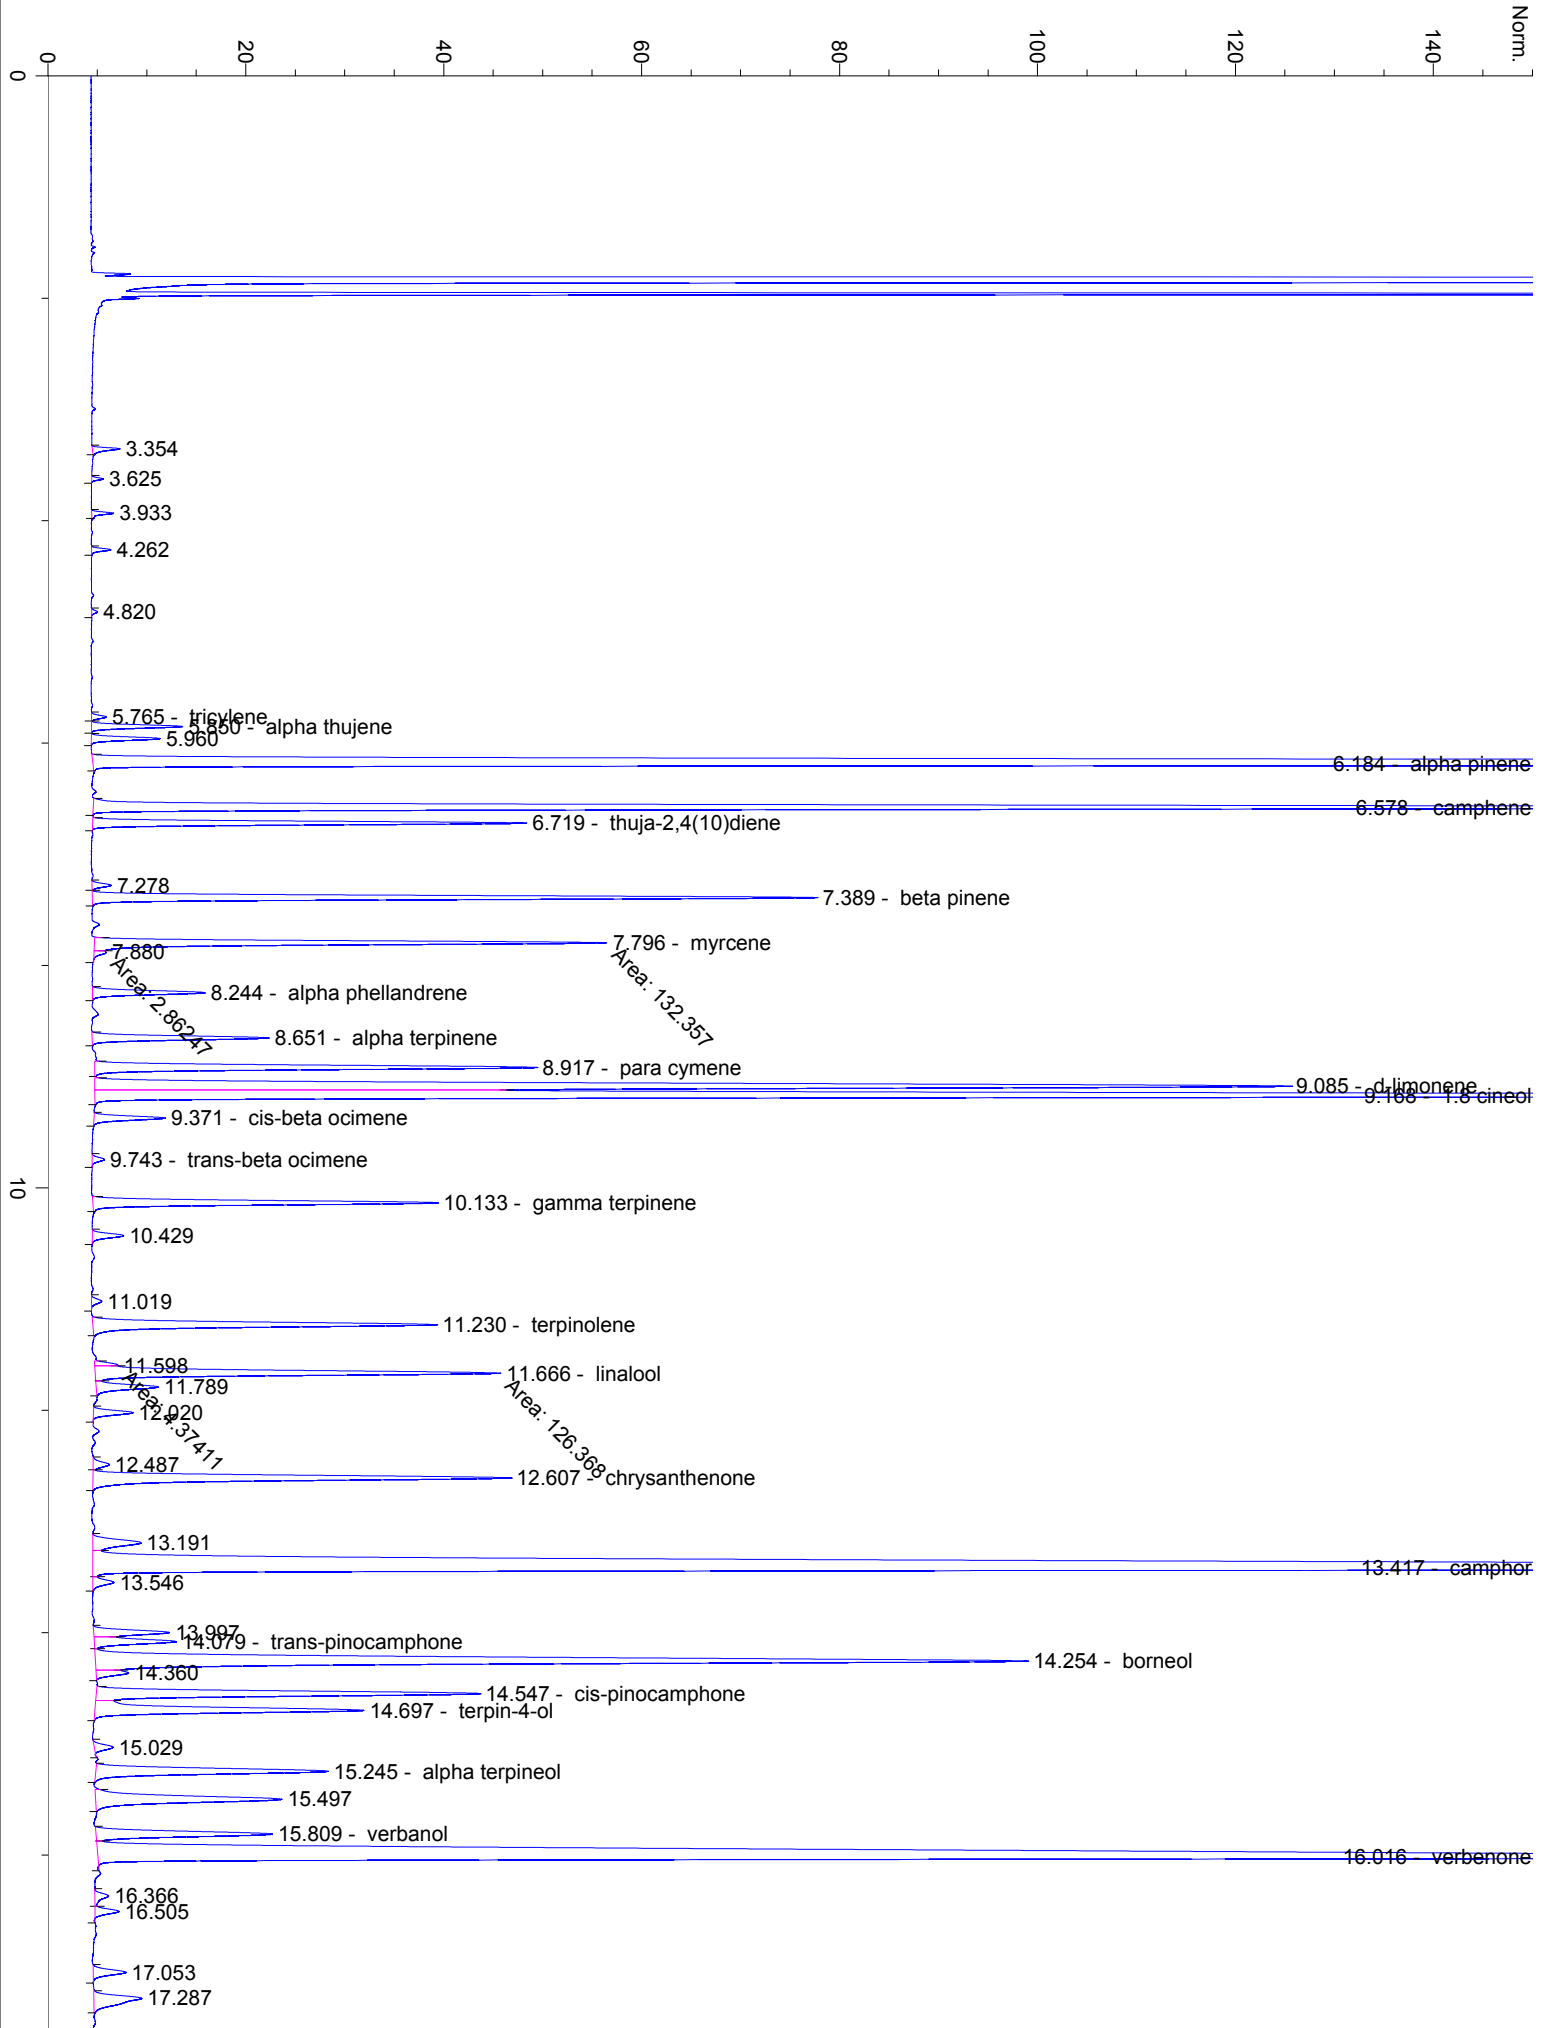 Norm.
0
20
40
60
80
100
120
140
0
3.354
3.625
3.933
4.262
4.820
5.765 - tricylene
5.850 - alpha thujene
5.960
6.184 - alpha pinene
6.578 - camphene
6.719 - thuja-2,4(10)diene
7.278
7.389 - beta pinene
7.796 - myrcene
Area: 132.357
7.880
Area: 2.86247
8.244 - alpha phellandrene
8.651 - alpha terpinene
8.917 - para cymene
9.085 - d-limonene
9.168 - 1.8 cineol
9.371 - cis-beta ocimene
9.743 - trans-beta ocimene
10
10.133 - gamma terpinene
10.429
11.019
11.230 - terpinolene
11.598
Area: 4.37411
11.666 - linalool
Area: 126.368
11.789
12.020
12.487
12.607 - chrysanthenone
13.191
13.417 - camphor
13.546
13.997
14.079 - trans-pinocamphone
14.254 - borneol
14.360
14.547 - cis-pinocamphone
14.697 - terpin-4-ol
15.029
15.245 - alpha terpineol
15.497
15.809 - verbanol
16.016 - verbenone
16.366
16.505
17.053
17.287